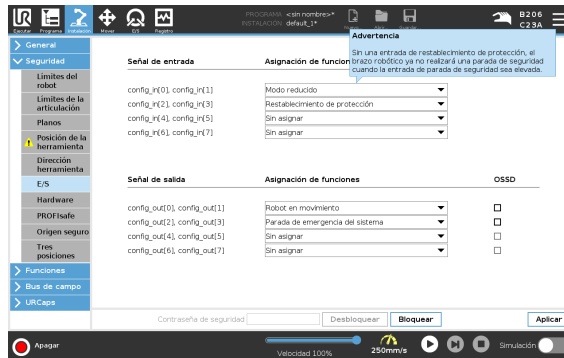 PROGRAMA <sin nombre>*
INSTALACIÓN default_1*
B206
C23A
Ejecutar Programa Instalación Mover E/S Registro
Advertencia
Sin una entrada de restablecimiento de protección, el
brazo robótico ya no realizará una parada de seguridad
cuando la entrada de parada de seguridad sea elevada.
General
Seguridad
Límites del
robot
Límites de la
articulación
Planos
Posición de la
herramienta
Dirección
herramienta
E/S
Hardware
PROFIsafe
Origen seguro
Tres
posiciones
Funciones
Bus de campo
URCaps
Señal de entrada Asignación de funcion
config_in[0], config_in[1] Modo reducido
config_in[2], config_in[3] Restablecimiento de protección
config_in[4], config_in[5] Sin asignar
config_in[6], config_in[7] Sin asignar
Señal de salida Asignación de funciones OSSD
config_out[0], config_out[1] Robot en movimiento
config_out[2], config_out[3] Parada de emergencia del sistema
config_out[4], config_out[5] Sin asignar
config_out[6], config_out[7] Sin asignar
Contraseña de seguridad Desbloquear Bloquear Aplicar
Apagar Velocidad 100% 250mm/s Simulación